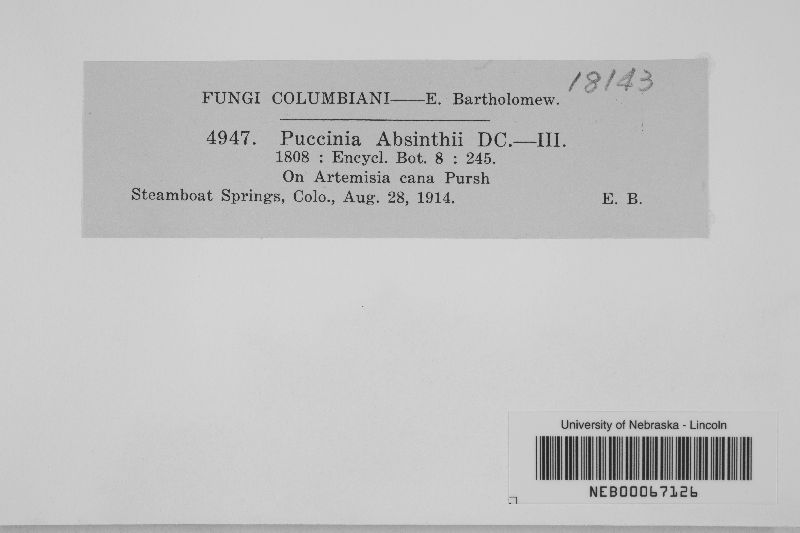 18143
FUNGI COLUMBIANI——E. Bartholomew.
4947. Puccinia Absinthii DC.—III.
1808 : Encycl. Bot. 8 : 245.
On Artemisia cana Pursh
Steamboat Springs, Colo., Aug. 28, 1914. E. B.
University of Nebraska - Lincoln
NEB00067126